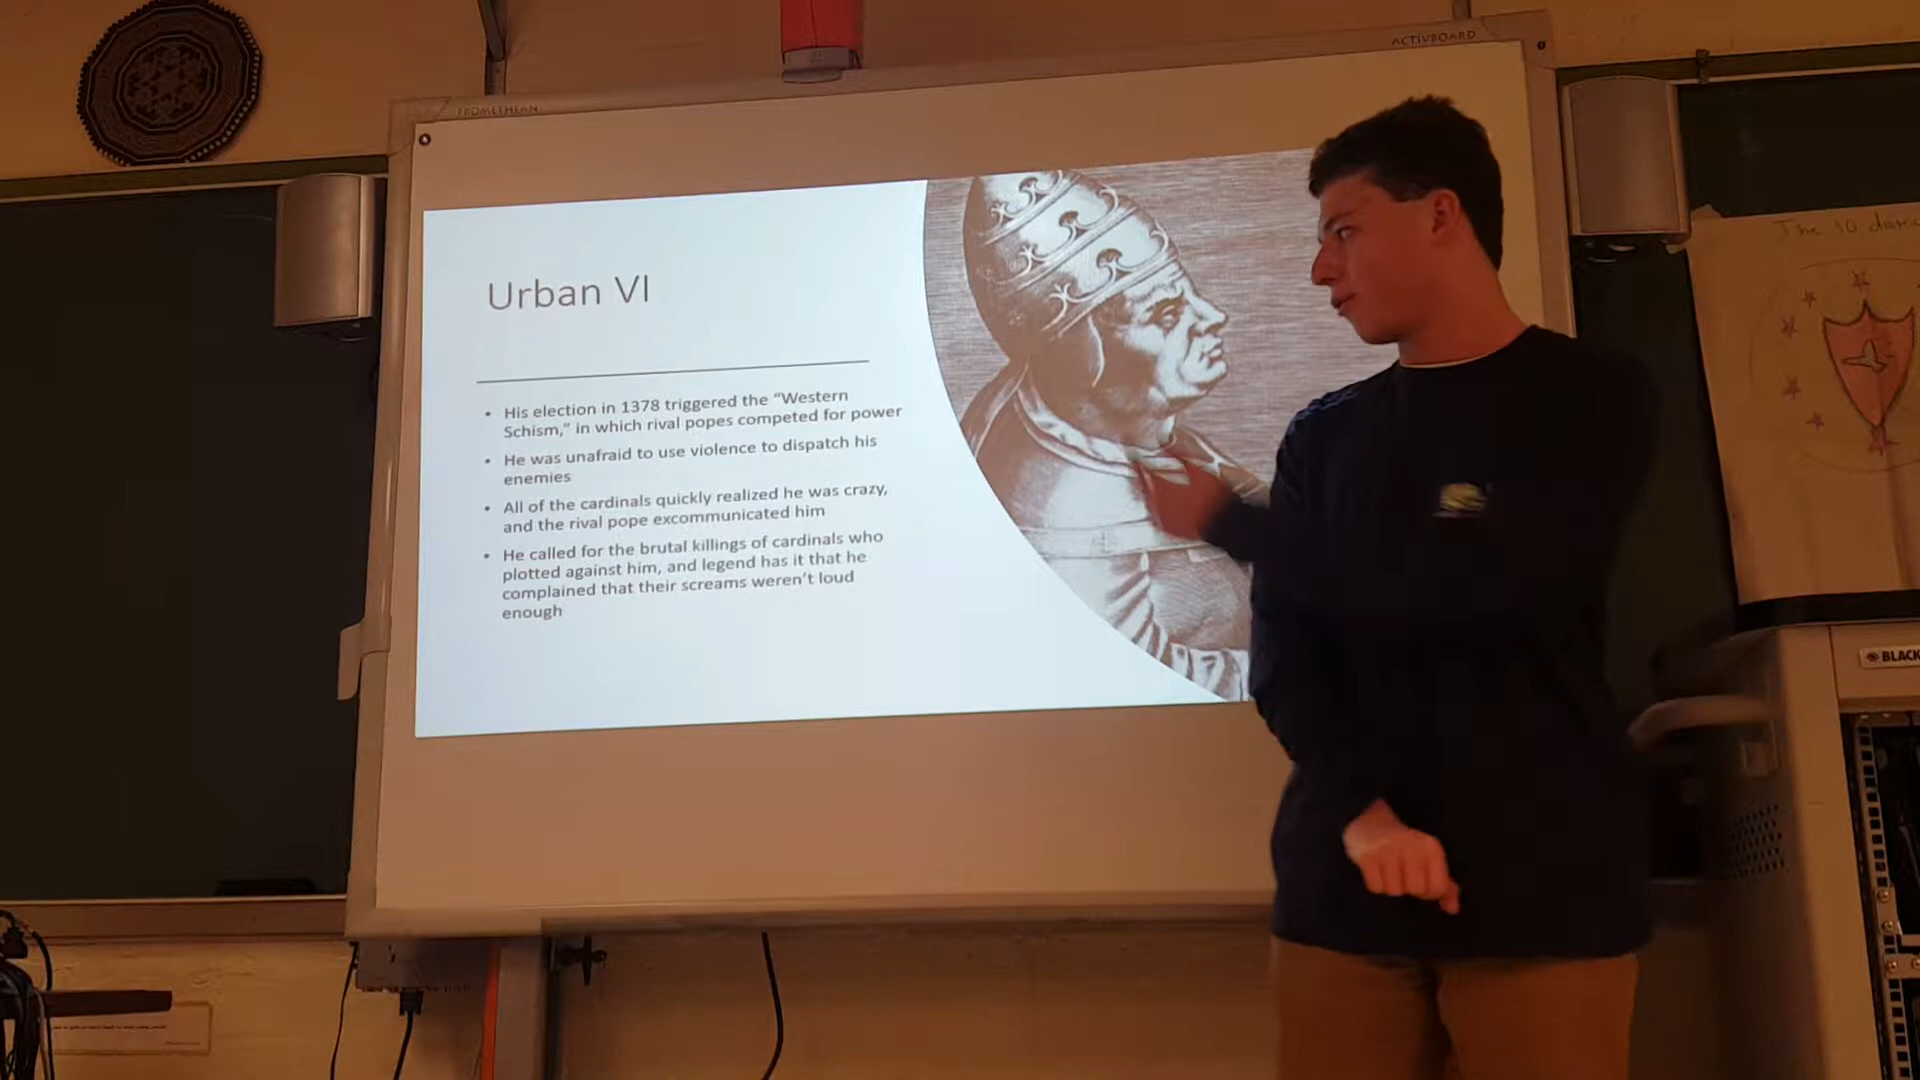 ACTIVBOARD
PROMETHEAN
Urban VI
• His election in 1378 triggered the “Western
Schism,” in which rival popes competed for power
• He was unafraid to use violence to dispatch his
enemies
• All of the cardinals quickly realized he was crazy,
and the rival pope excommunicated him
• He called for the brutal killings of cardinals who
plotted against him, and legend has it that he
complained that their screams weren’t loud
enough
The 10
BLACK